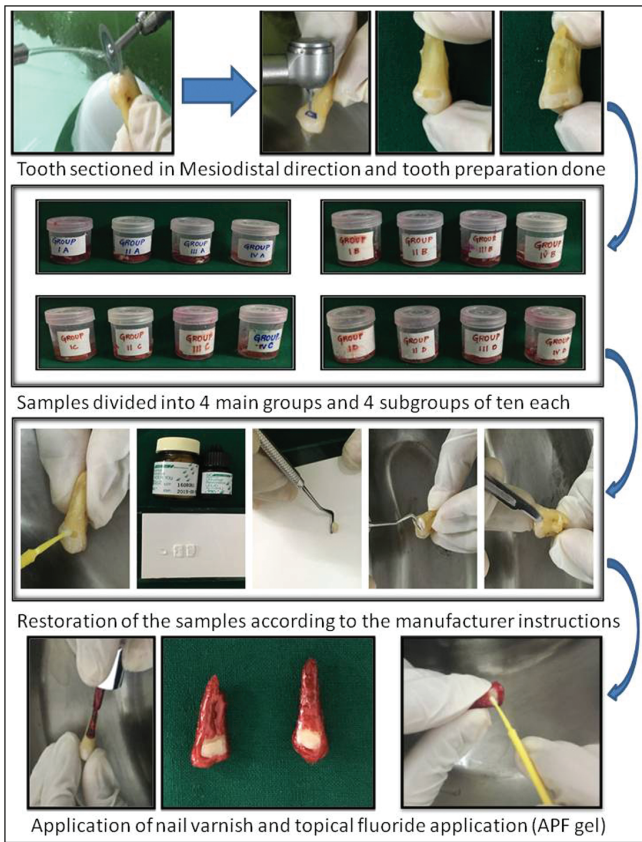 Tooth sectioned in Mesiodistal direction and tooth preparation done
GROUP
I A
GROUP
II A
GROUP
III A
GROUP
IV A
GROUP
I B
GROUP
II B
GROUP
III B
GROUP
IV B
GROUP
IC
GROUP
II C
GROUP
III C
GROUP
IV C
GROUP
ID
GROUP
II D
GROUP
III D
GROUP
IV D
Samples divided into 4 main groups and 4 subgroups of ten each
Restoration of the samples according to the manufacturer instructions
Application of nail varnish and topical fluoride application (APF gel)